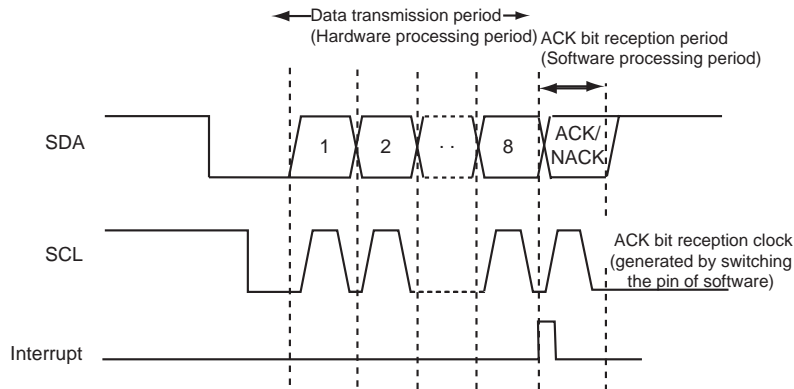 Data transmission period
(Hardware processing period)
ACK bit reception period
(Software processing period)
SDA
1
2
. .
8
ACK/
NACK
SCL
ACK bit reception clock
(generated by switching
the pin of software)
Interrupt